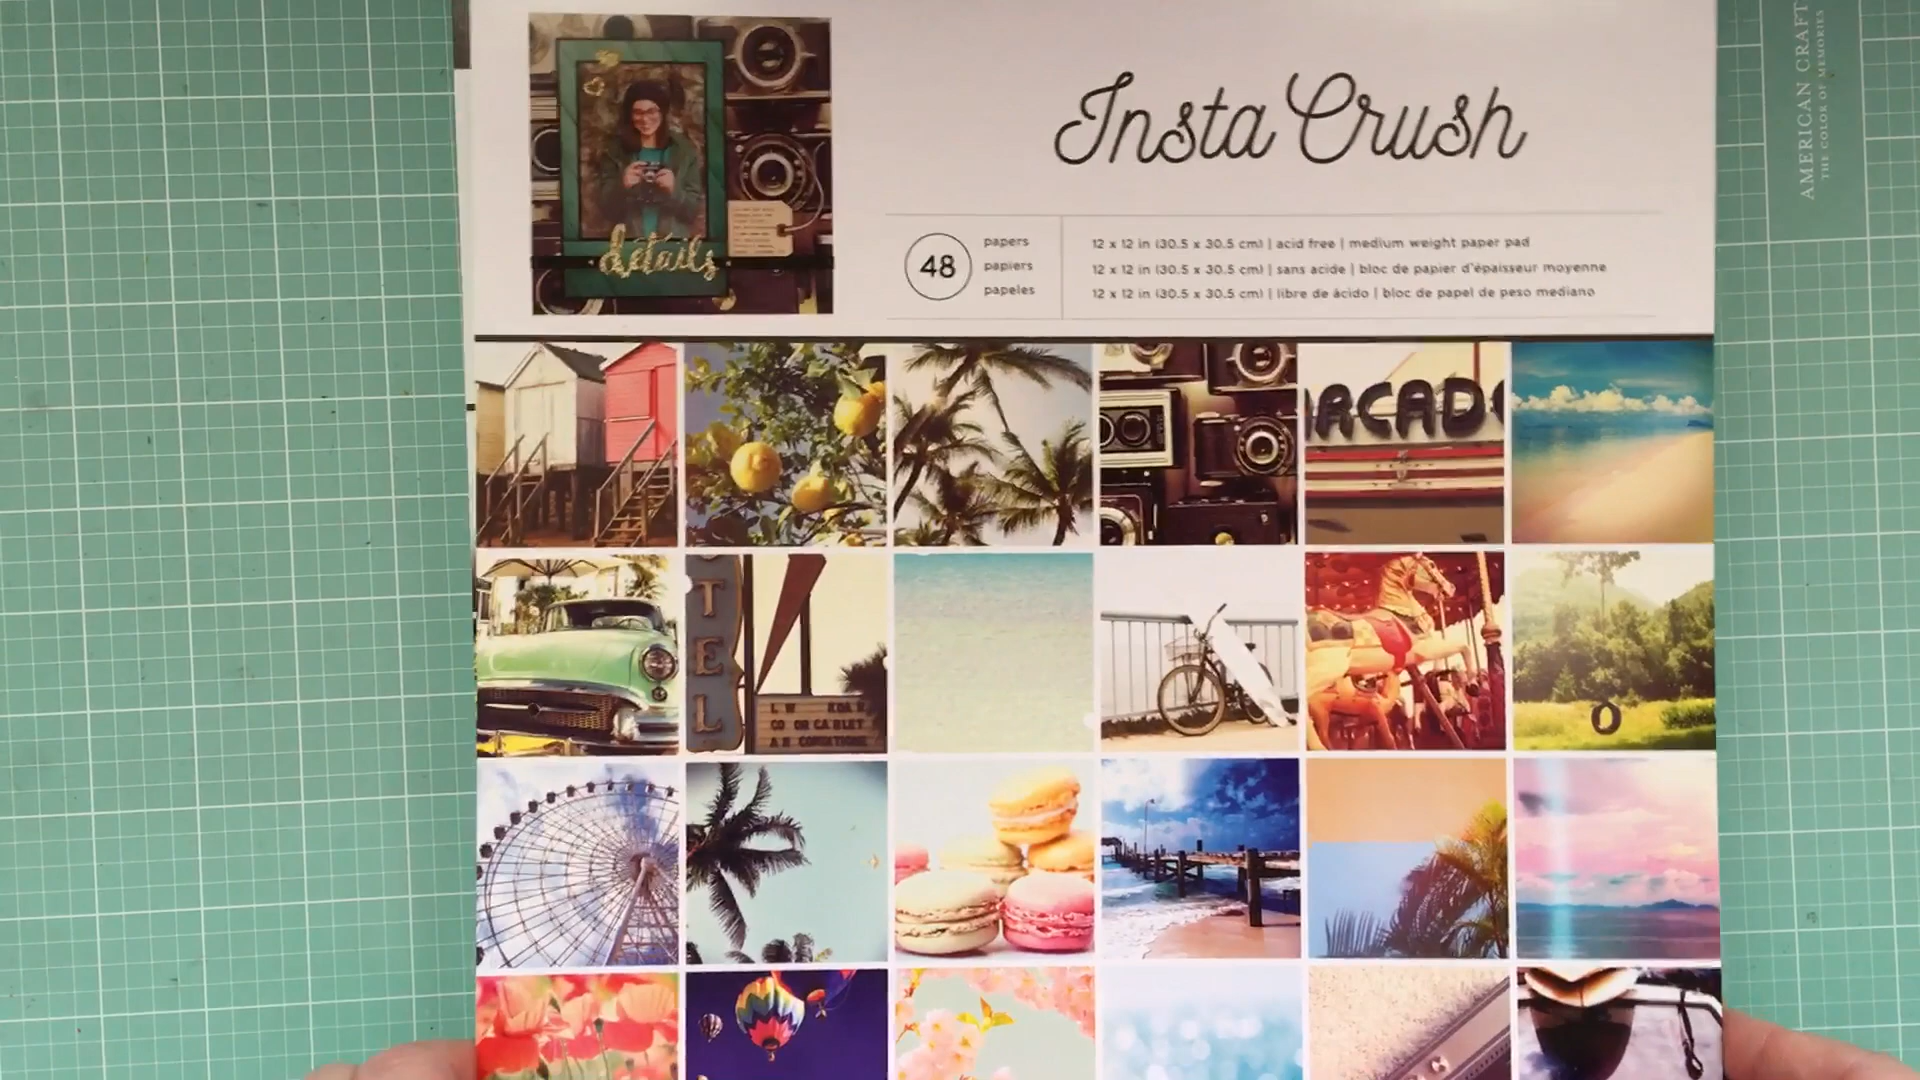 Insta Crush
details
48
papers
papiers
papeles
12 x 12 in (30.5 x 30.5 cm) | acid free | medium weight paper pad
12 x 12 in (30.5 x 30.5 cm) | sans acide | bloc de papier d'épaisseur moyenne
12 x 12 in (30.5 x 30.5 cm) | libre de ácido | bloc de papel de peso mediano
AMERICAN CRAFT
THE COLOR OF MEMORIES
ARCADE
TEL